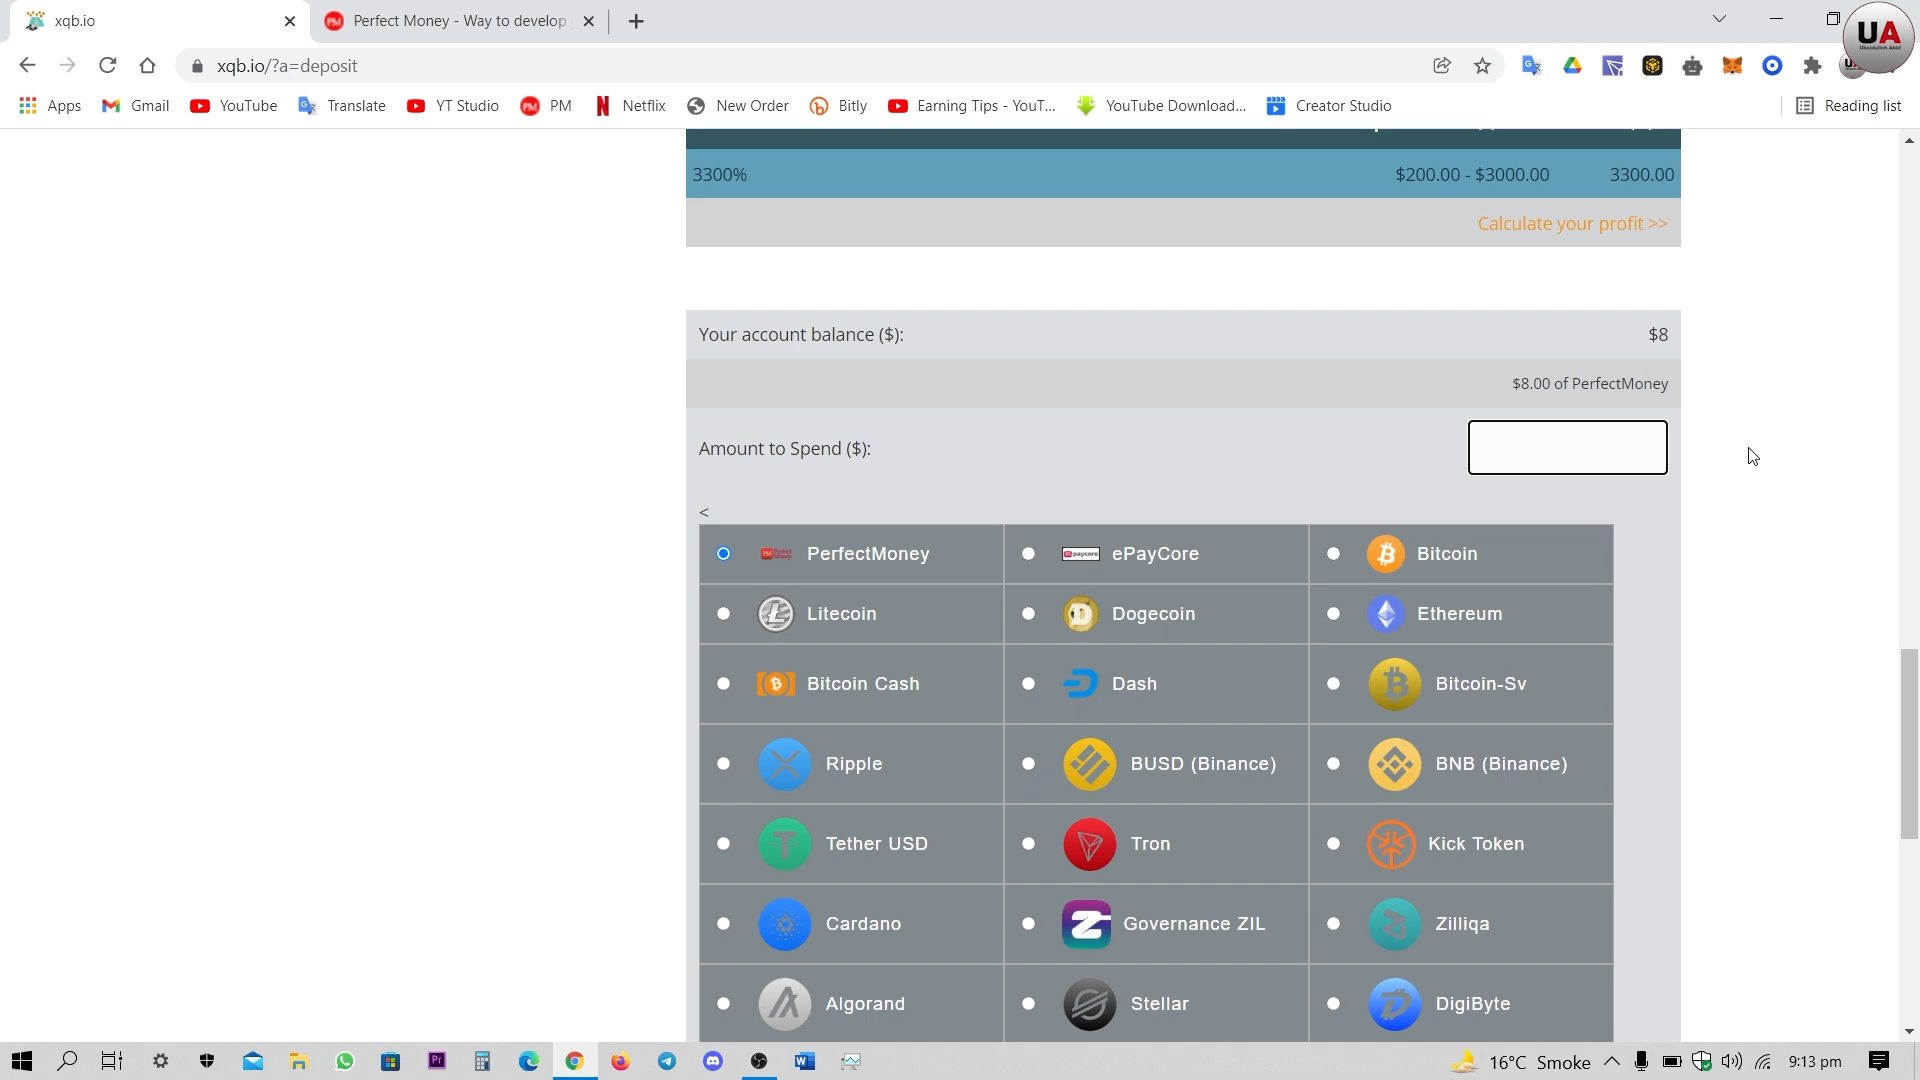 xqb.io
Perfect Money - Way to develop
UA
xqb.io/?a=deposit
Apps
Gmail
YouTube
Translate
YT Studio
PM
Netflix
New Order
Bitly
Earning Tips - YouT...
YouTube Download...
Creator Studio
Reading list
3300% $200.00 - $3000.00 3300.00
Calculate your profit >>
Your account balance ($): $8
$8.00 of PerfectMoney
Amount to Spend ($):
<
PerfectMoney ePayCore Bitcoin
Litecoin Dogecoin Ethereum
Bitcoin Cash Dash Bitcoin-Sv
Ripple BUSD (Binance) BNB (Binance)
Tether USD Tron Kick Token
Cardano Governance ZIL Zilliqa
Algorand Stellar DigiByte
16°C Smoke 9:13 pm